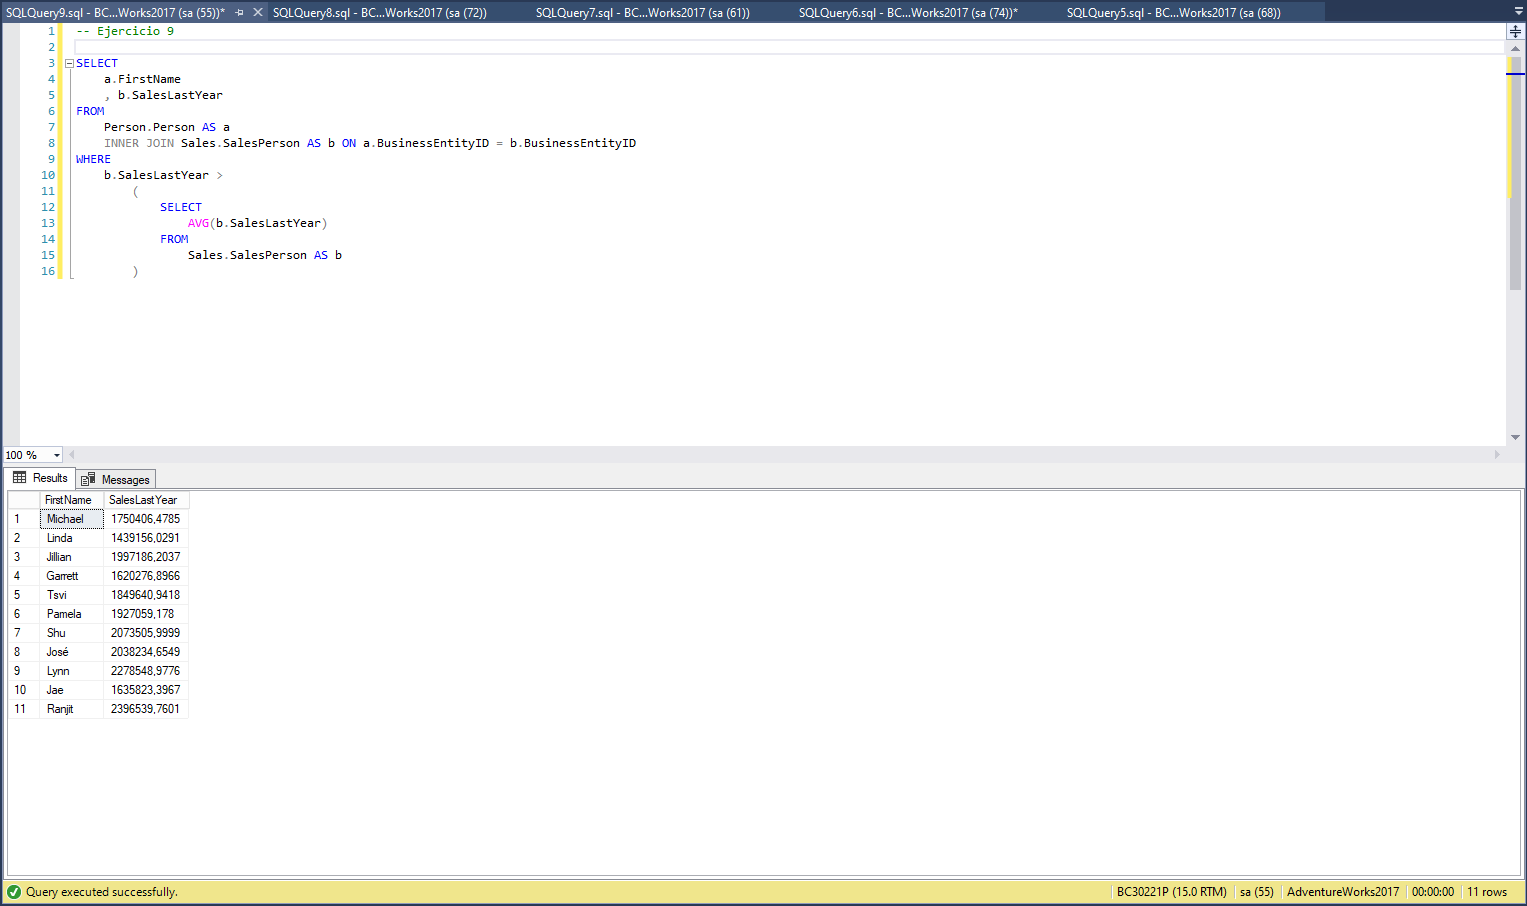 SQLQuery9.sql - BC...Works2017 (sa (55))* SQLQuery8.sql - BC...Works2017 (sa (72)) SQLQuery7.sql - BC...Works2017 (sa (61)) SQLQuery6.sql - BC...Works2017 (sa (74))* SQLQuery5.sql - BC...Works2017 (sa (68))
1 -- Ejercicio 9
2
3 SELECT
4 a.FirstName
5 , b.SalesLastYear
6 FROM
7 Person.Person AS a
8 INNER JOIN Sales.SalesPerson AS b ON a.BusinessEntityID = b.BusinessEntityID
9 WHERE
10 b.SalesLastYear >
11 (
12 SELECT
13 AVG(b.SalesLastYear)
14 FROM
15 Sales.SalesPerson AS b
16 )
100 %
Results Messages
FirstName SalesLastYear
1 Michael 1750406,4785
2 Linda 1439156,0291
3 Jillian 1997186,2037
4 Garrett 1620276,8966
5 Tsvi 1849640,9418
6 Pamela 1927059,178
7 Shu 2073505,9999
8 José 2038234,6549
9 Lynn 2278548,9776
10 Jae 1635823,3967
11 Ranjit 2396539,7601
Query executed successfully. BC30221P (15.0 RTM) sa (55) AdventureWorks2017 00:00:00 11 rows